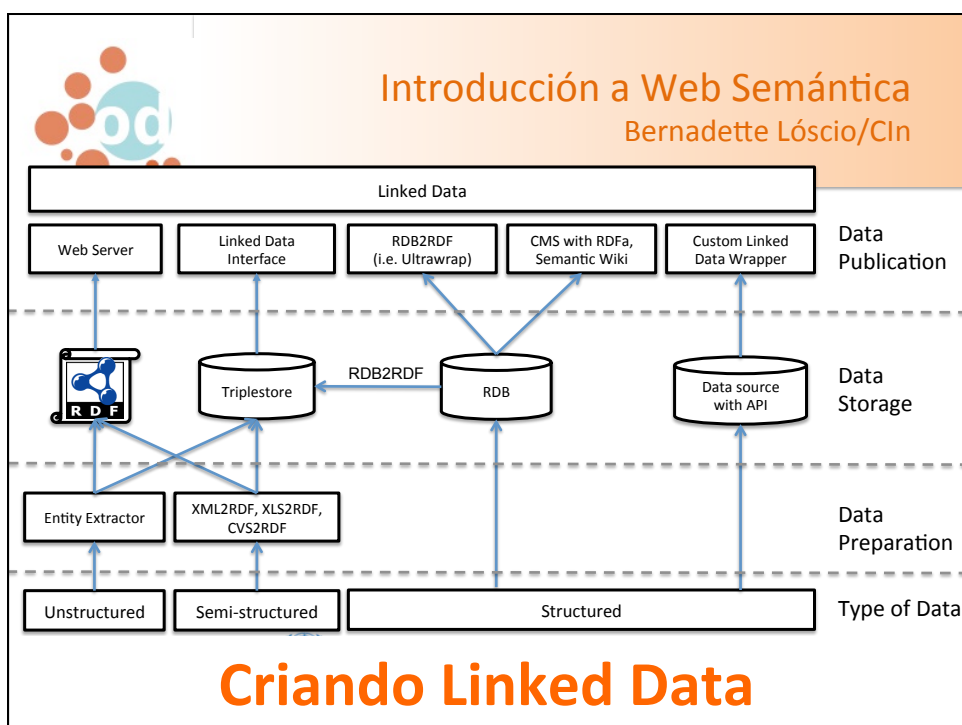 od
Introducción a Web Semántica
Bernadette Lóscio/CIn
Linked Data
Web Server
Linked Data
Interface
RDB2RDF
(i.e. Ultrawrap)
CMS with RDFa,
Semantic Wiki
Custom Linked
Data Wrapper
Data
Publication
RDF
Triplestore
RDB2RDF
RDB
Data source
with API
Data
Storage
Entity Extractor
XML2RDF, XLS2RDF,
CVS2RDF
Data
Preparation
Unstructured
Semi-structured
Structured
Type of Data
Criando Linked Data